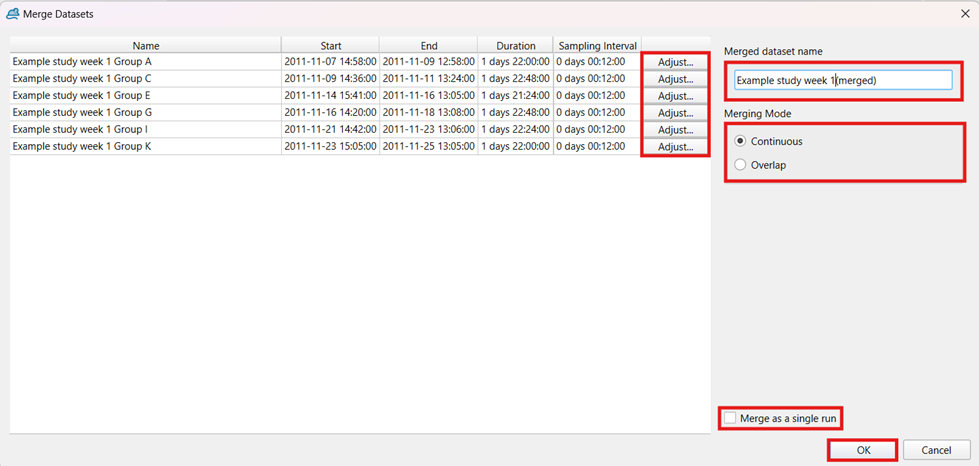 Merge Datasets
Name Start End Duration Sampling Interval
Example study week 1 Group A 2011-11-07 14:58:00 2011-11-09 12:58:00 1 days 22:00:00 0 days 00:12:00 Adjust...
Example study week 1 Group C 2011-11-09 14:36:00 2011-11-11 13:24:00 1 days 22:48:00 0 days 00:12:00 Adjust...
Example study week 1 Group E 2011-11-14 15:41:00 2011-11-16 13:05:00 1 days 21:24:00 0 days 00:12:00 Adjust...
Example study week 1 Group G 2011-11-16 14:20:00 2011-11-18 13:08:00 1 days 22:48:00 0 days 00:12:00 Adjust...
Example study week 1 Group I 2011-11-21 14:42:00 2011-11-23 13:06:00 1 days 22:24:00 0 days 00:12:00 Adjust...
Example study week 1 Group K 2011-11-23 15:05:00 2011-11-25 13:05:00 1 days 22:00:00 0 days 00:12:00 Adjust...
Merged dataset name
Example study week 1(merged)
Merging Mode
Continuous
Overlap
Merge as a single run
OK Cancel